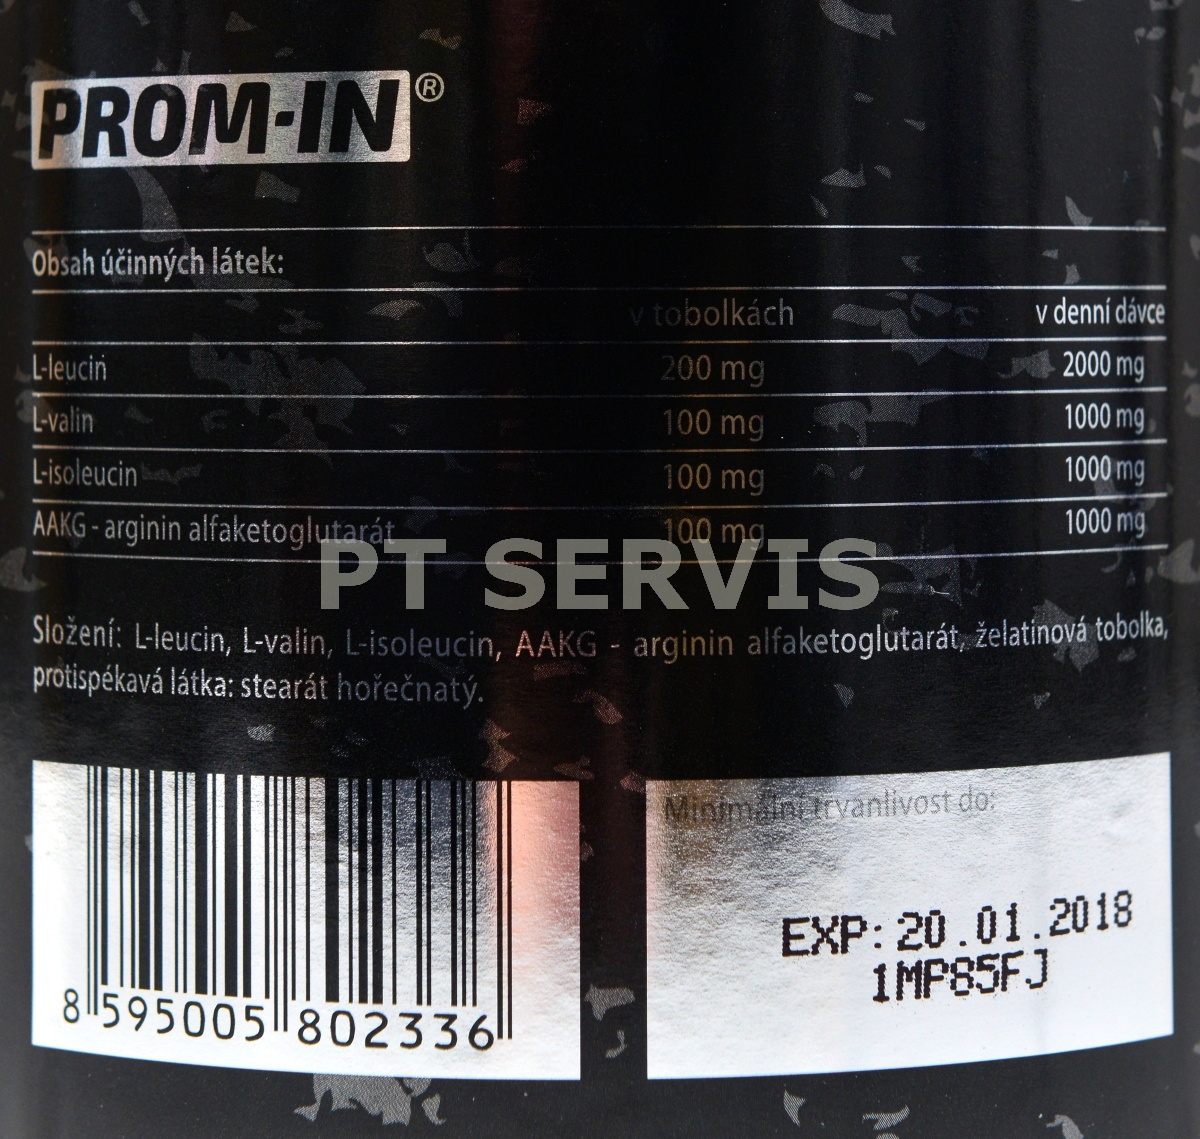 PROM-IN®
Obsah účinných látek:
v tobolkách v denní dávce
L-leucin 200 mg 2000 mg
L-valin 100 mg 1000 mg
L-isoleucin 100 mg 1000 mg
AAKG - arginin alfaketoglutarát 100 mg 1000 mg
PT SERVIS
Složení: L-leucin, L-valin, L-isoleucin, AAKG - arginin alfaketoglutarát, želatinová tobolka,
protispékavá látka: stearát hořečnatý.
Minimální trvanlivost do:
EXP: 20.01.2018
1MP85FJ
8 595005 802336